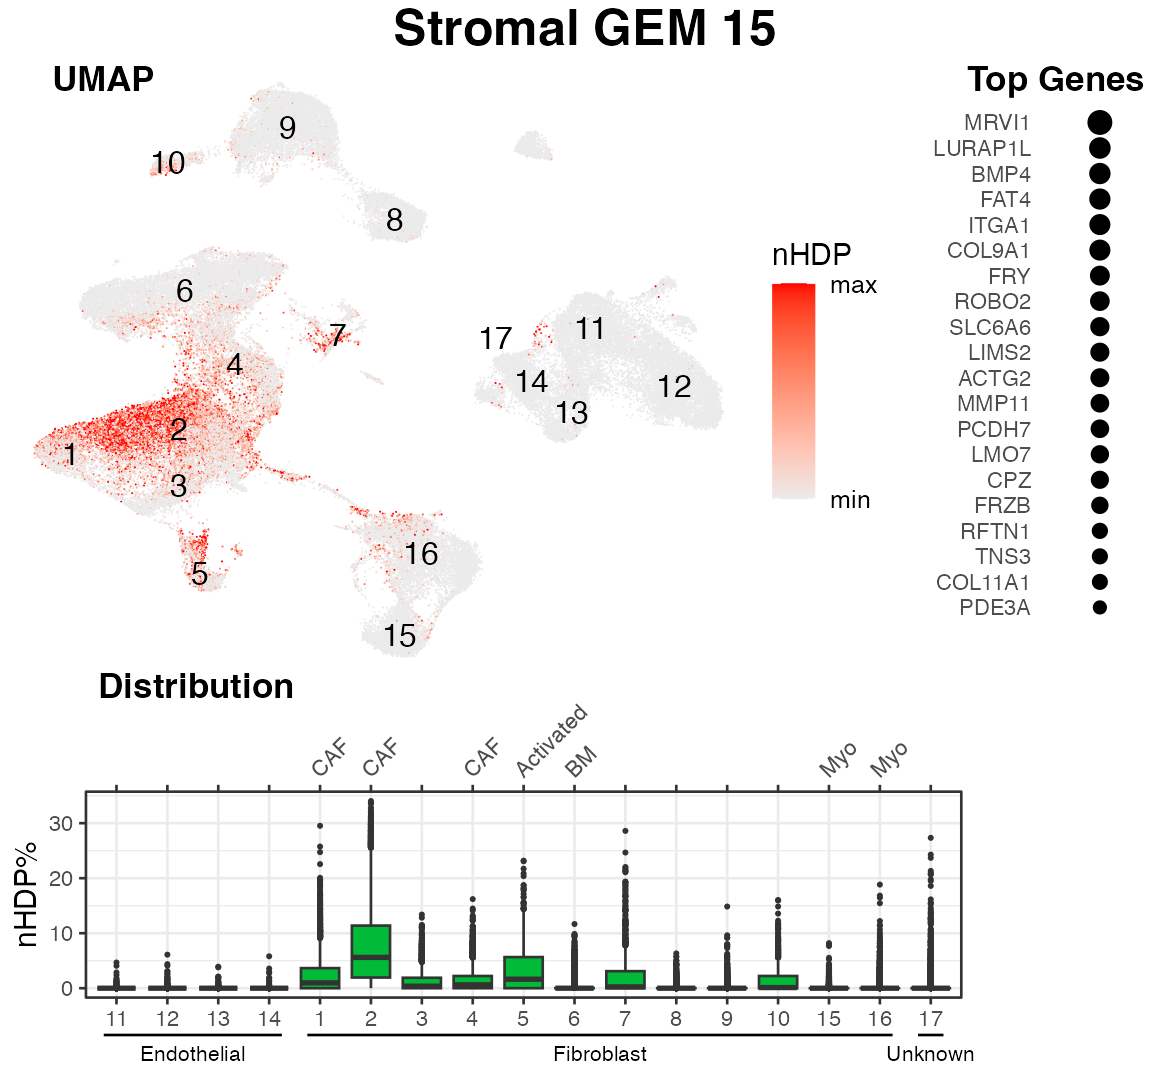 Stromal GEM 15
UMAP
Top Genes
9
10
8
6
7
4
2
1
3
5
16
15
17
11
14
12
13
nHDP
max
min
MRVI1
LURAP1L
BMP4
FAT4
ITGA1
COL9A1
FRY
ROBO2
SLC6A6
LIMS2
ACTG2
MMP11
PCDH7
LMO7
CPZ
FRZB
RFTN1
TNS3
COL11A1
PDE3A
Distribution
CAF CAF CAF Activated BM Myo Myo
nHDP%
30
20
10
0
11 12 13 14 1 2 3 4 5 6 7 8 9 10 15 16 17
Endothelial Fibroblast Unknown